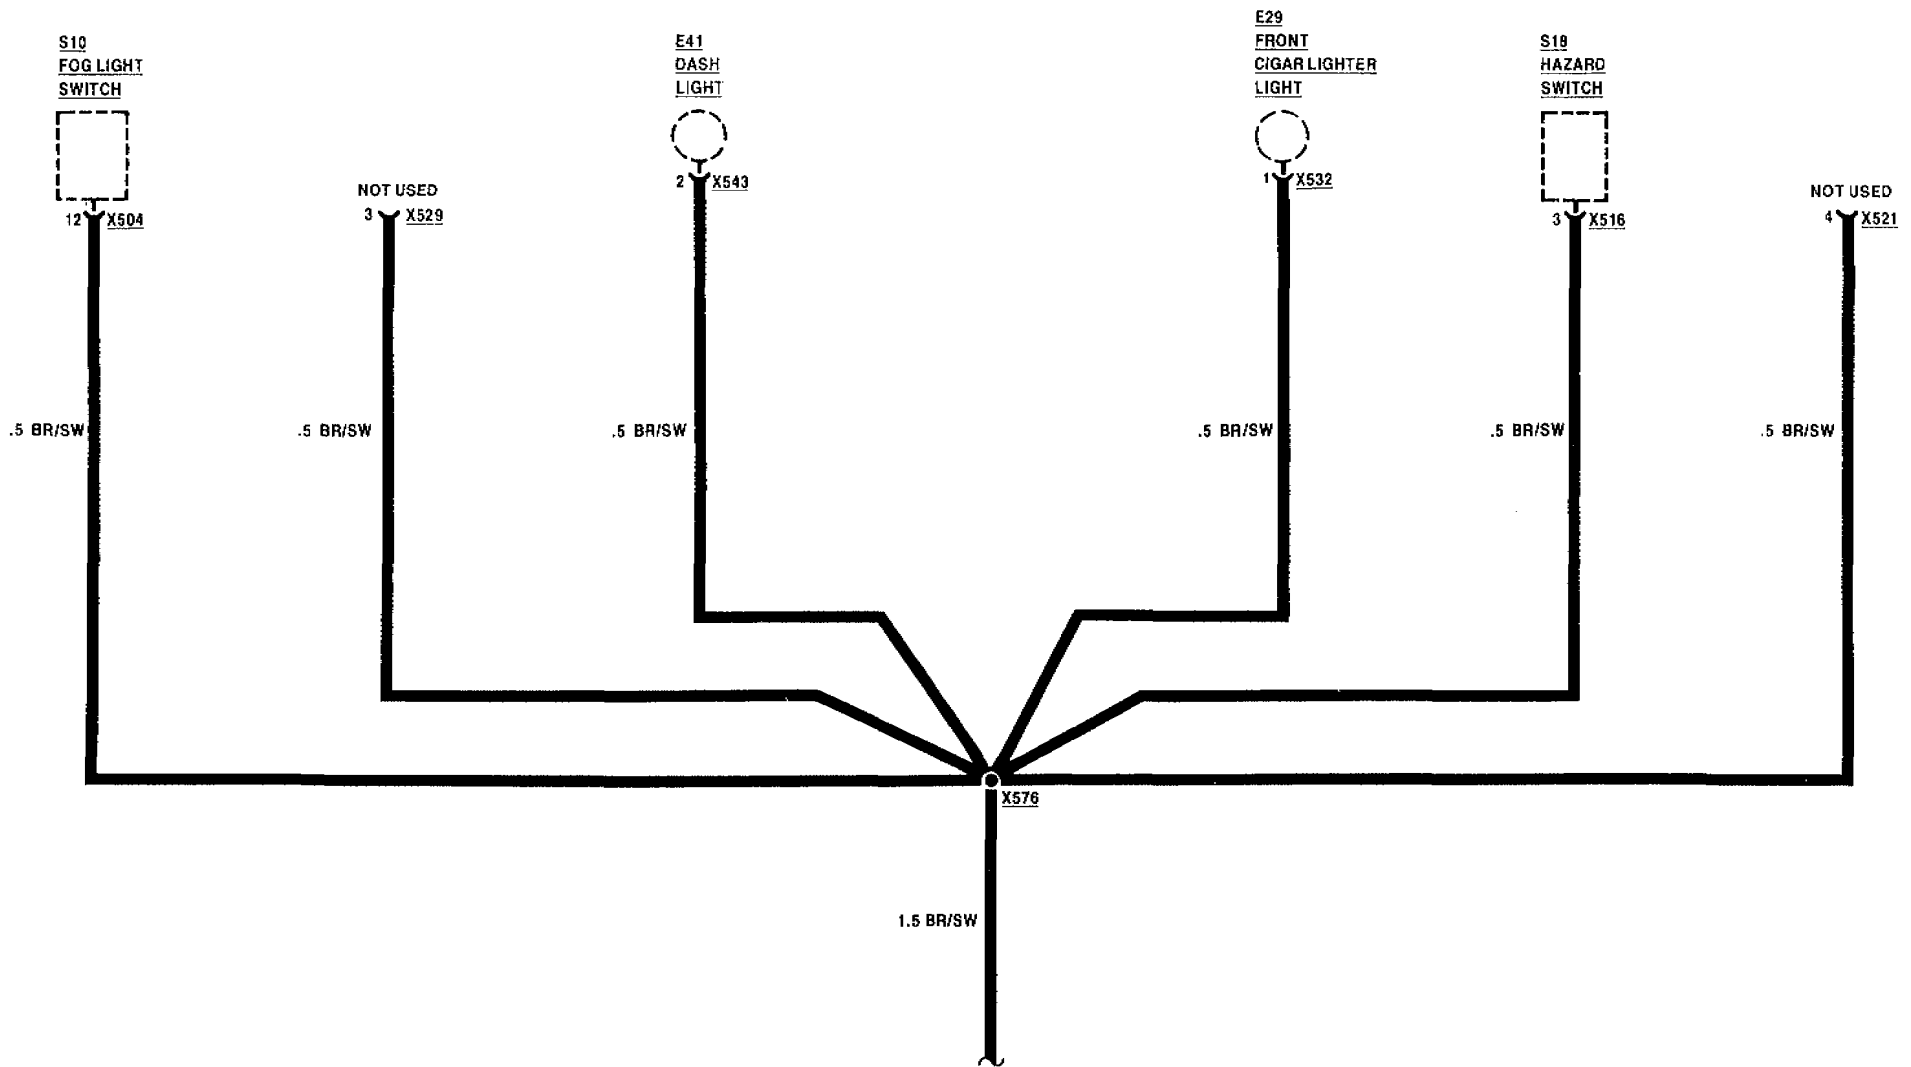 S10
FOG LIGHT
SWITCH
12 X504
.5 BR/SW
NOT USED
3 X529
.5 BR/SW
E41
DASH
LIGHT
2 X543
.5 BR/SW
E29
FRONT
CIGAR LIGHTER
LIGHT
1 X532
.5 BR/SW
S18
HAZARD
SWITCH
3 X516
.5 BR/SW
NOT USED
4 X521
.5 BR/SW
X576
1.5 BR/SW